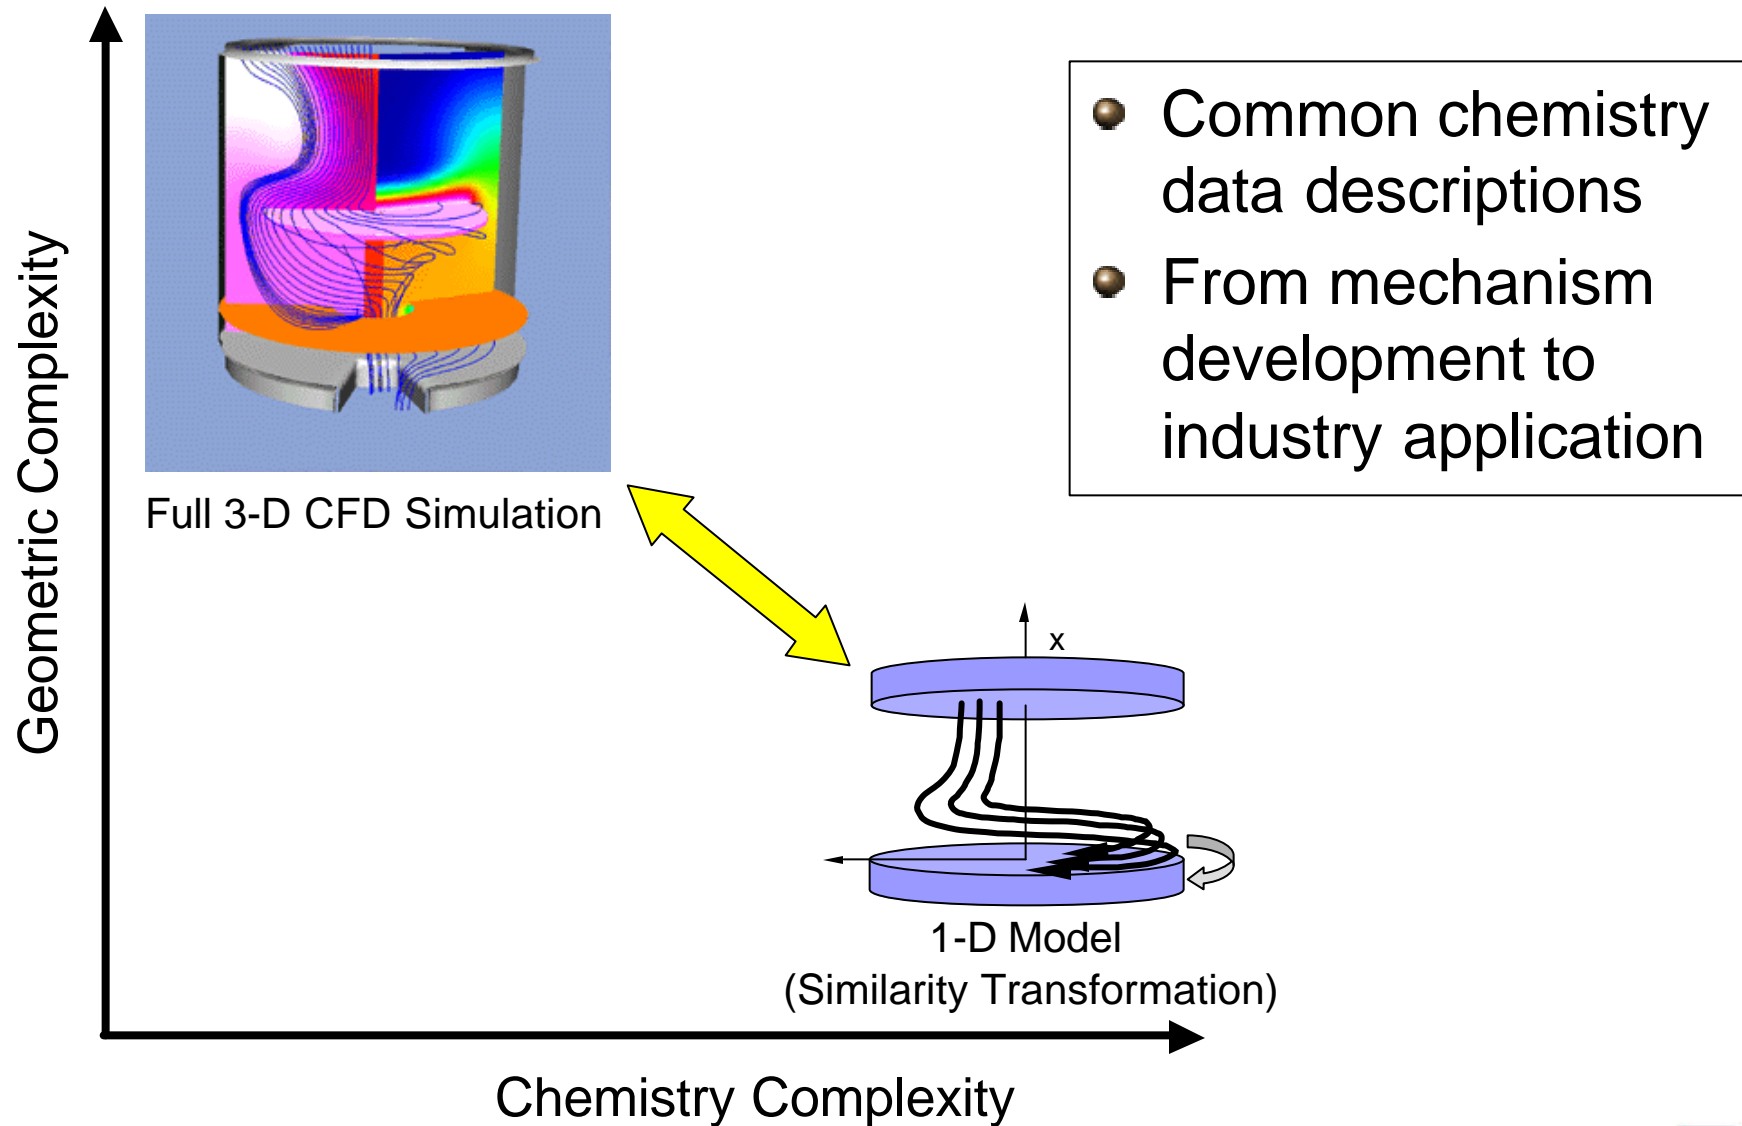 Geometric Complexity
Full 3-D CFD Simulation
Common chemistry
data descriptions
From mechanism
development to
industry application
x
1-D Model
(Similarity Transformation)
Chemistry Complexity